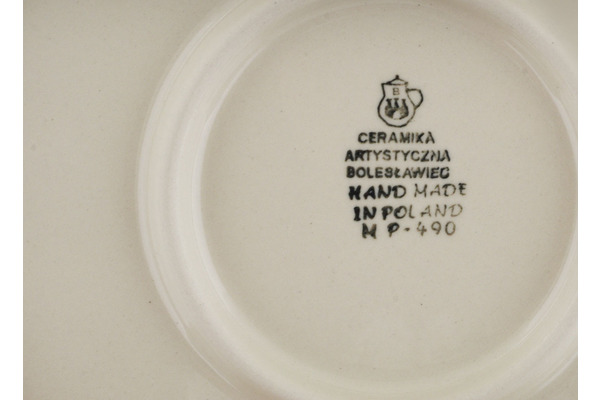 B
CERAMIKA
ARTYSTYCZNA
BOLESŁAWIEC
HAND MADE
IN POLAND
M P-490